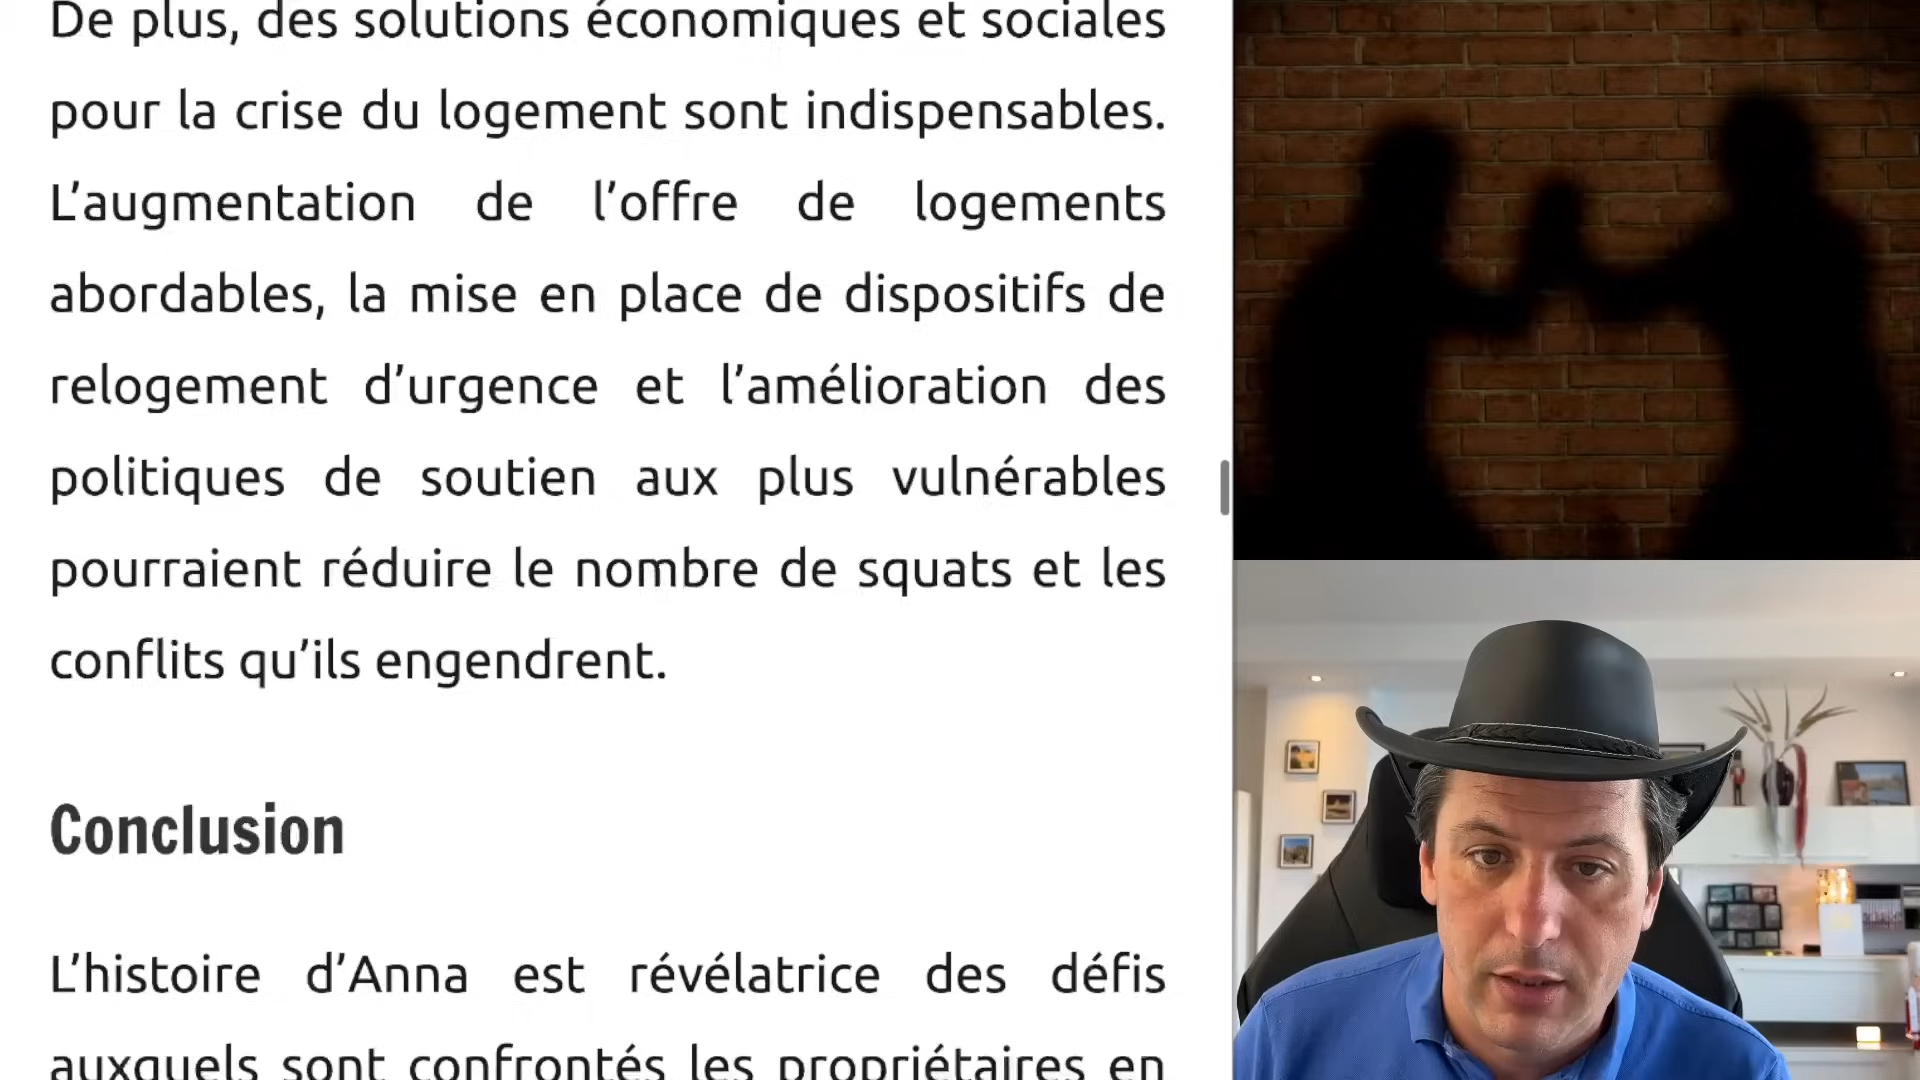 De plus, des solutions économiques et sociales
pour la crise du logement sont indispensables.
L’augmentation de l’offre de logements
abordables, la mise en place de dispositifs de
relogement d’urgence et l’amélioration des
politiques de soutien aux plus vulnérables
pourraient réduire le nombre de squats et les
conflits qu’ils engendrent.
Conclusion
L’histoire d’Anna est révélatrice des défis
auxquels sont confrontés les propriétaires en